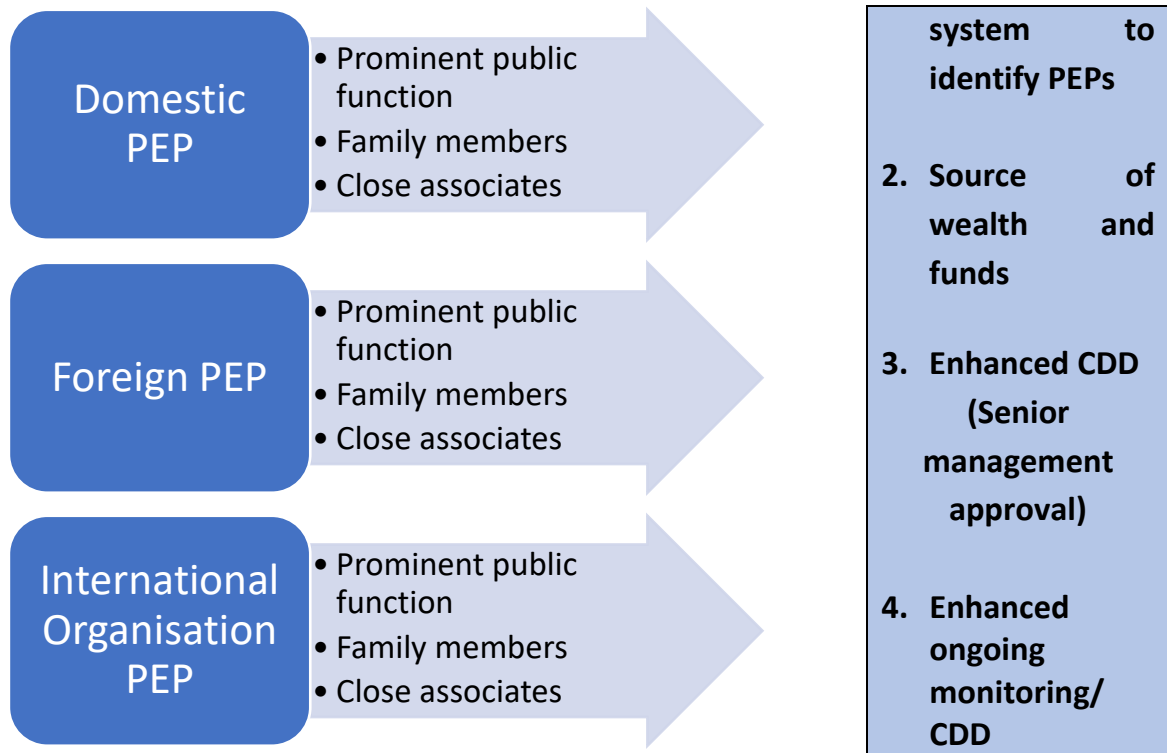 Domestic
PEP
• Prominent public
function
• Family members
• Close associates
Foreign PEP
• Prominent public
function
• Family members
• Close associates
International
Organisation
PEP
• Prominent public
function
• Family members
• Close associates
system to
identify PEPs
2. Source of
wealth and
funds
3. Enhanced CDD
(Senior
management
approval)
4. Enhanced
ongoing
monitoring/
CDD